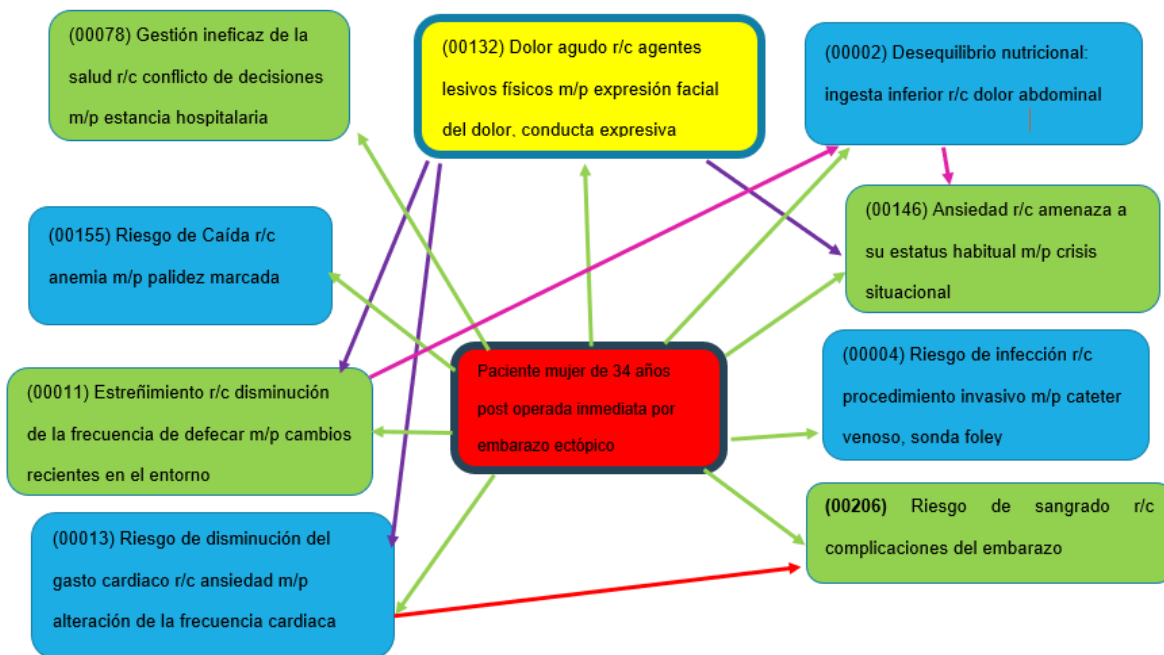 (00078) Gestión ineficaz de la
salud r/c conflicto de decisiones
m/p estancia hospitalaria
(00132) Dolor agudo r/c agentes
lesivos físicos m/p expresión facial
del dolor, conducta expresiva
(00002) Desequilibrio nutricional:
ingesta inferior r/c dolor abdominal
(00155) Riesgo de Caída r/c
anemia m/p palidez marcada
(00146) Ansiedad r/c amenaza a
su estatus habitual m/p crisis
situacional
Paciente mujer de 34 años
post operada inmediata por
embarazo ectópico
(00004) Riesgo de infección r/c
procedimiento invasivo m/p cateter
venoso, sonda foley
(00011) Estreñimiento r/c disminución
de la frecuencia de defecar m/p cambios
recientes en el entorno
(00206) Riesgo de sangrado r/c
complicaciones del embarazo
(00013) Riesgo de disminución del
gasto cardiaco r/c ansiedad m/p
alteración de la frecuencia cardiaca